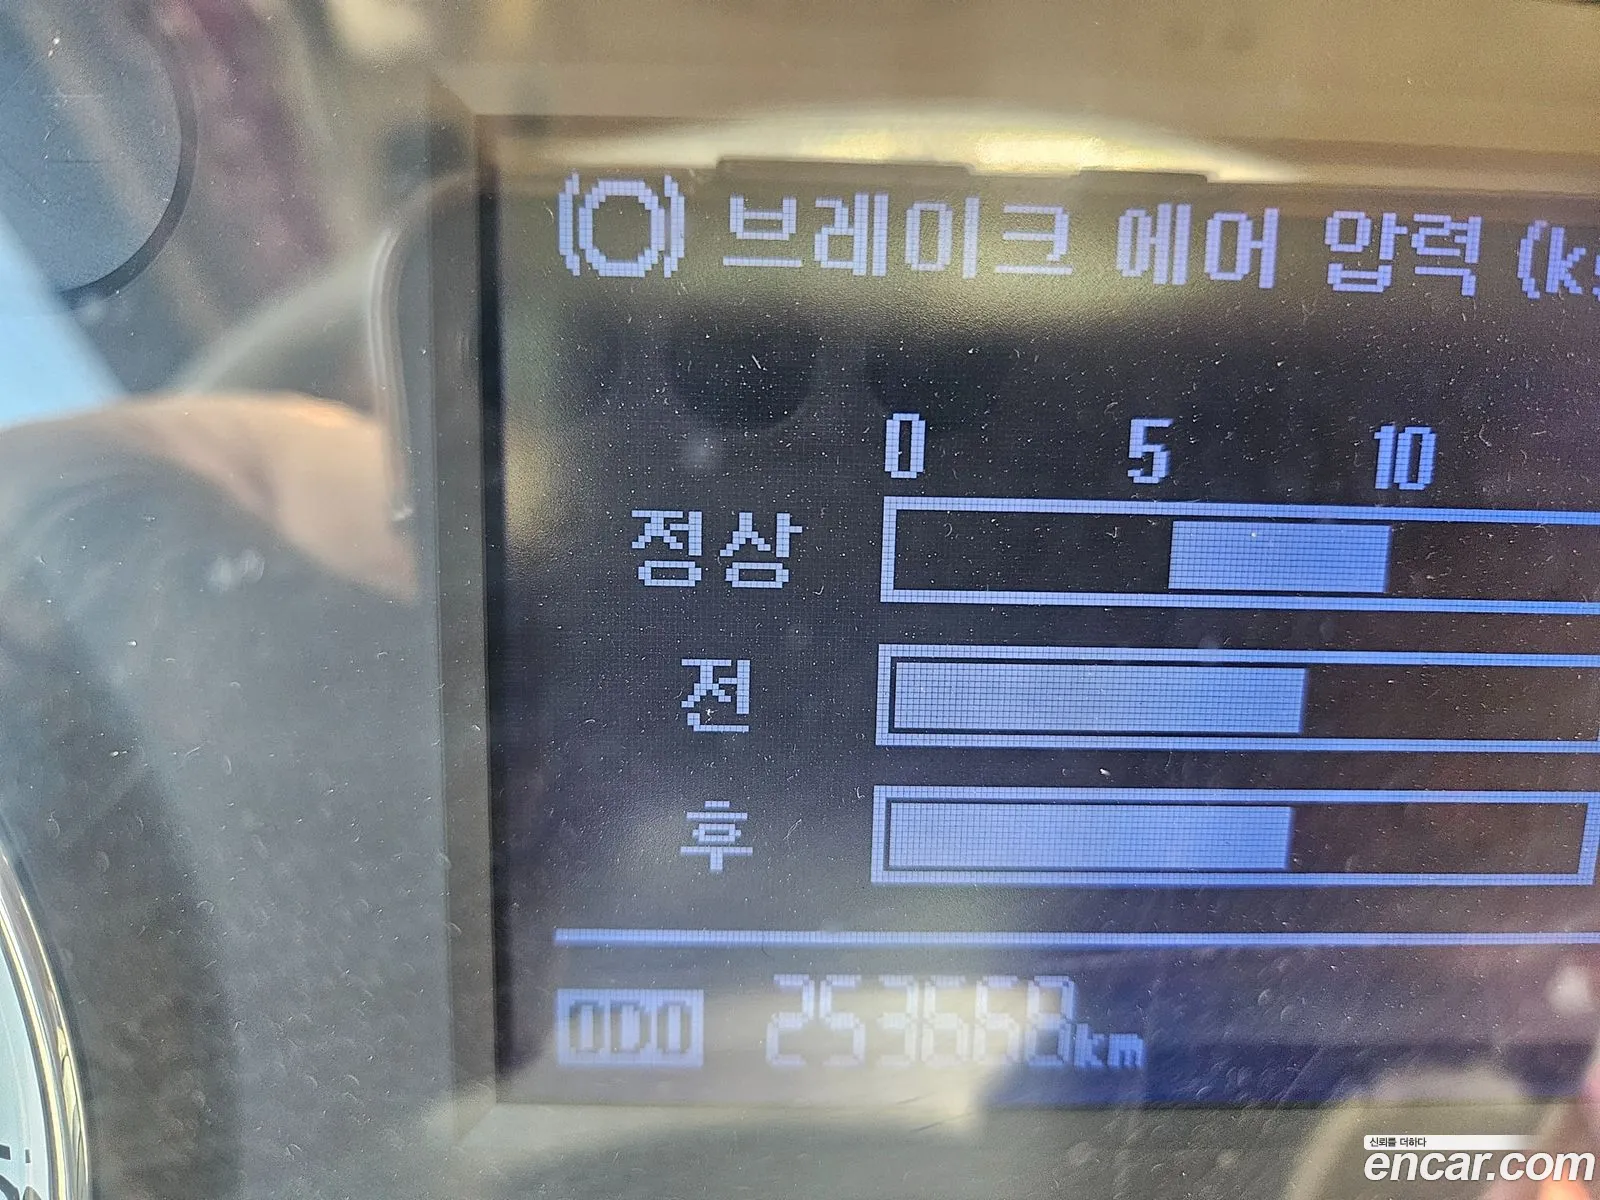 브레이크 에어 압력 (k
0 5 10
정상
전
후
ODO 253668km
신뢰를 더하다
encar.com